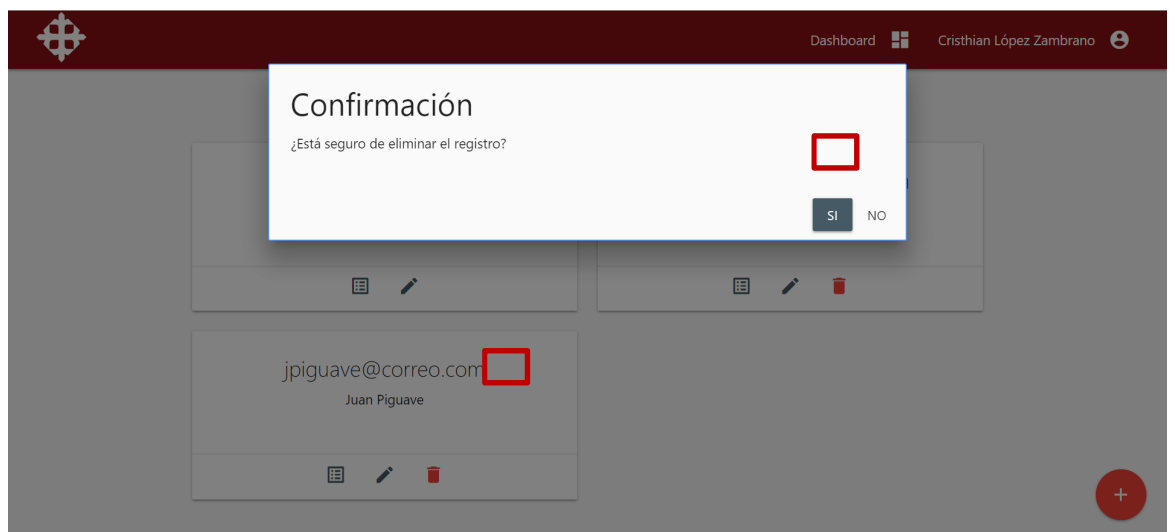 Dashboard
Cristhian López Zambrano
Confirmación
¿Está seguro de eliminar el registro?
SI
NO
jpiguave@correo.com
Juan Piguave